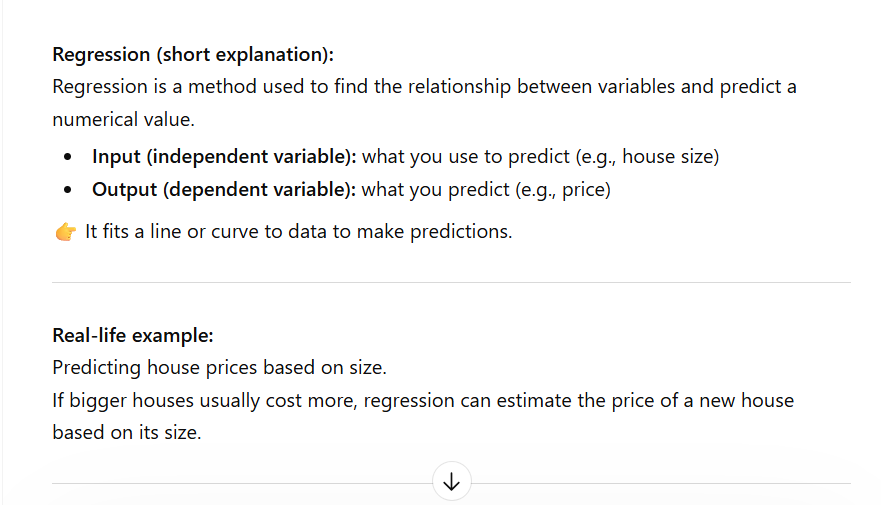 Regression (short explanation):
Regression is a method used to find the relationship between variables and predict a
numerical value.
• Input (independent variable): what you use to predict (e.g., house size)
• Output (dependent variable): what you predict (e.g., price)
👉 It fits a line or curve to data to make predictions.
Real-life example:
Predicting house prices based on size.
If bigger houses usually cost more, regression can estimate the price of a new house
based on its size.